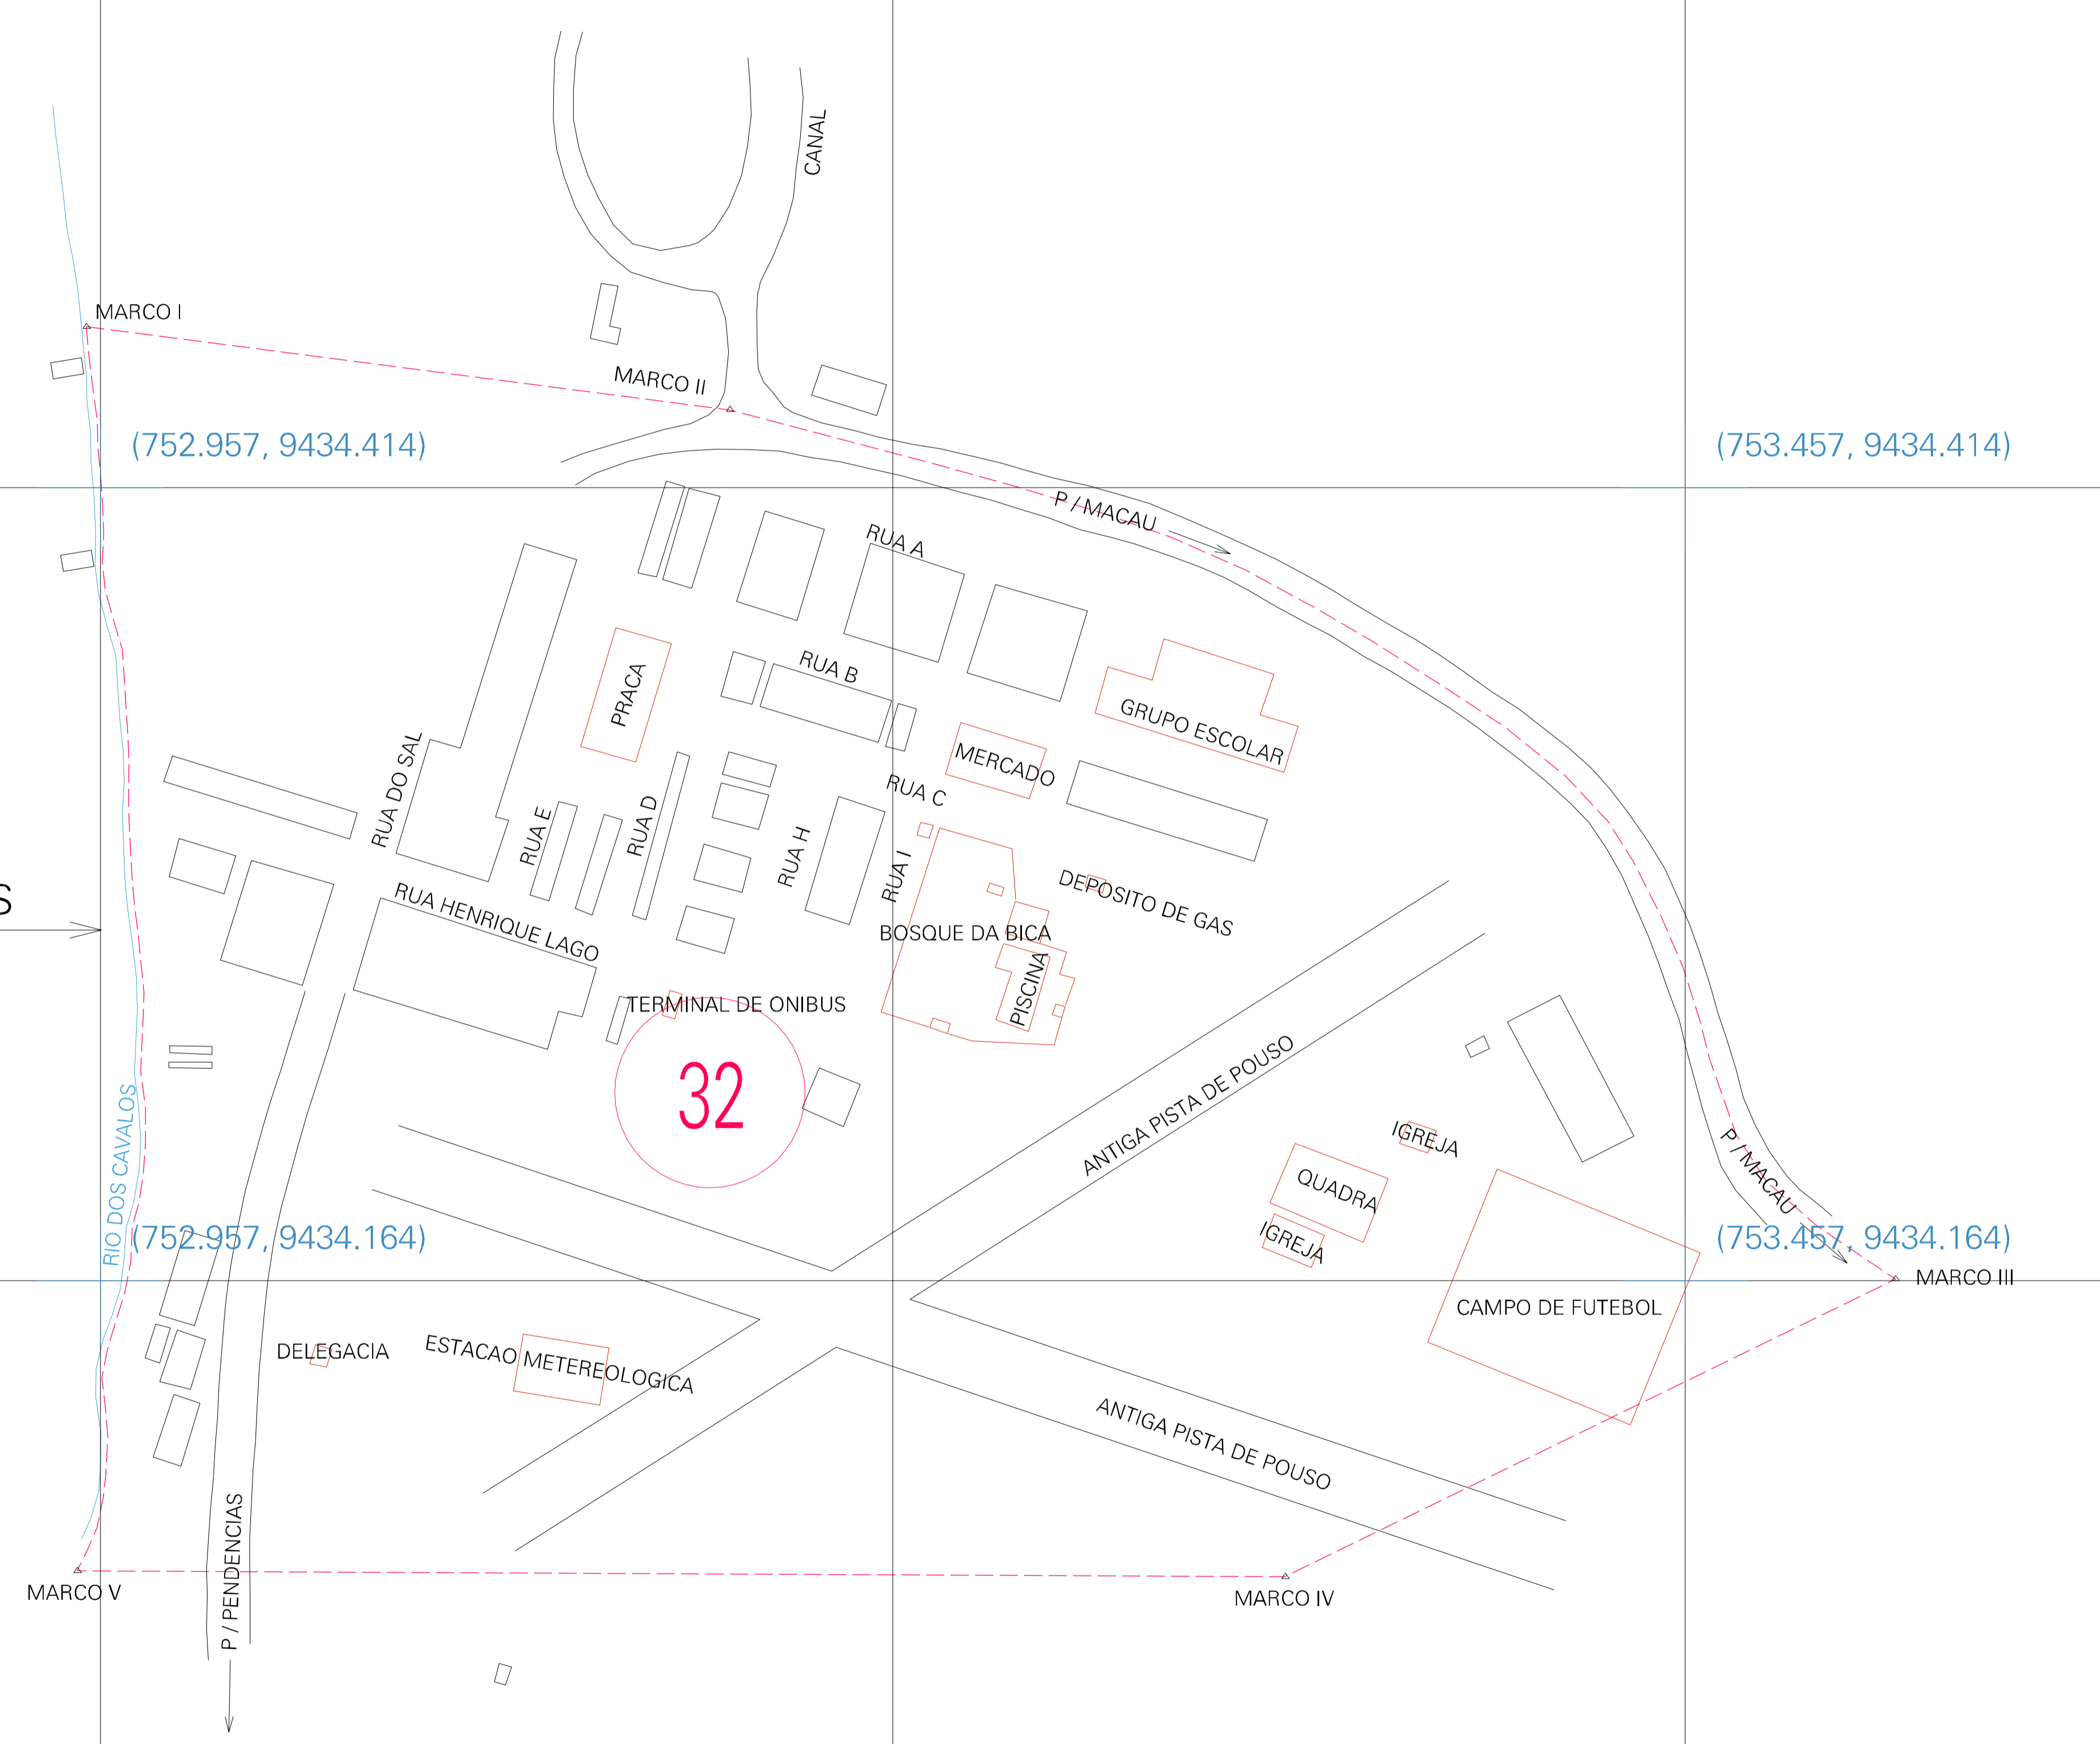 CANAL
MARCO I
MARCO II
(752.957, 9434.414)
(753.457, 9434.414)
P / MACAU
RUA A
RUA B
PRACA
GRUPO ESCOLAR
MERCADO
RUA C
RUA DO SAL
RUA E
RUA D
RUA H
RUA I
DEPOSITO DE GAS
S
RUA HENRIQUE LAGO
BOSQUE DA BICA
PISCINA
TERMINAL DE ONIBUS
32
ANTIGA PISTA DE POUSO
IGREJA
QUADRA
IGREJA
P / MACAU
RIO DOS CAVALOS
(752.957, 9434.164)
(753.457, 9434.164)
MARCO III
CAMPO DE FUTEBOL
DELEGACIA
ESTACAO METEREOLOGICA
ANTIGA PISTA DE POUSO
P / PENDENCIAS
MARCO V
MARCO IV